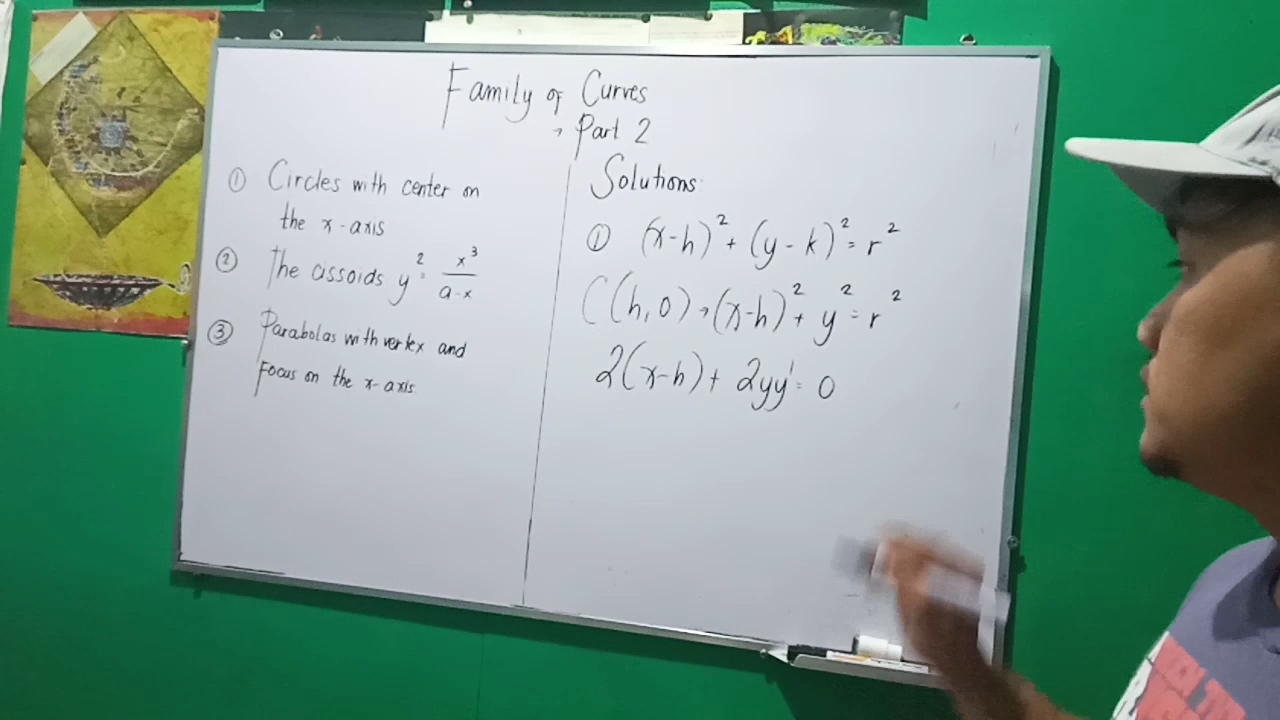 Family of Curves
→ Part 2
① Circles with center on
the x-axis
② The cissoids y² = x³/(a-x)
③ Parabolas with vertex and
Focus on the x-axis
Solutions:
① (x-h)² + (y-k)² = r²
C(h,0) → (x-h)² + y² = r²
2(x-h) + 2yy' = 0